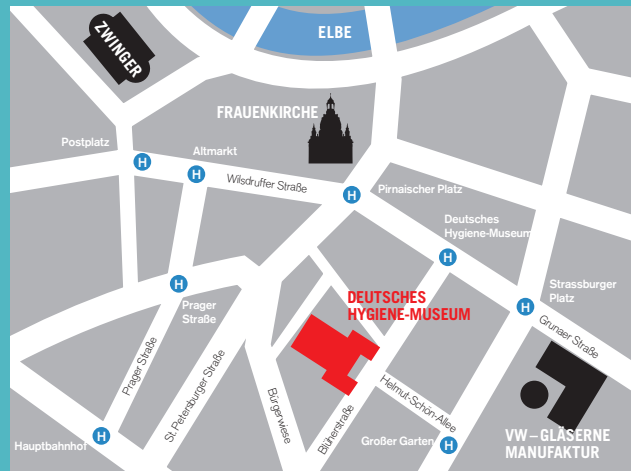 ELBE
ZWINGER
FRAUENKIRCHE
Postplatz
H
Altmarkt
H
Wilsdruffer Straße
H
Pirnaischer Platz
Deutsches
Hygiene-Museum
H
H
Prager
Straße
Strassburger
Platz
H
DEUTSCHES
HYGIENE-MUSEUM
Grunaer Straße
Prager Straße
St. Petersburger Straße
Bürgerwiese
Blüherstraße
Helmut-Schön-Allee
Hauptbahnhof
H
Großer Garten
H
VW – GLÄSERNE
MANUFAKTUR